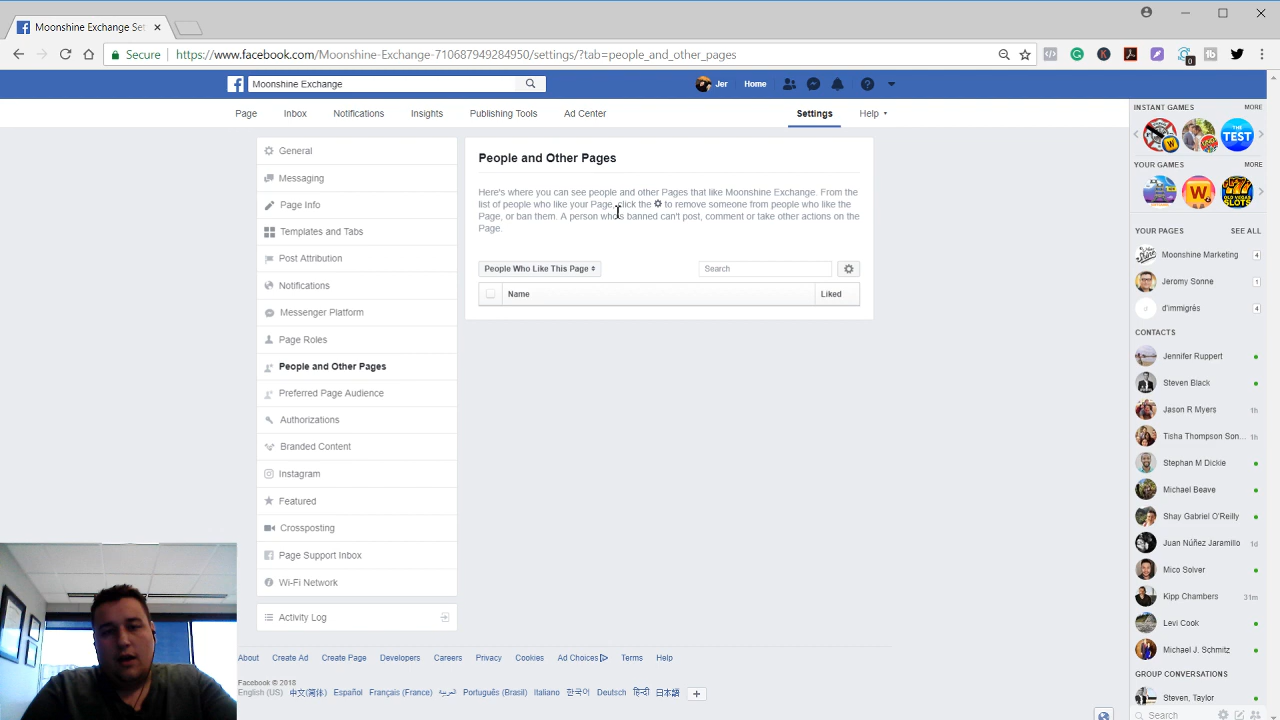 Moonshine Exchange Set
Secure
https://www.facebook.com/Moonshine-Exchange-710687949284950/settings/?tab=people_and_other_pages
Moonshine Exchange
Jer
Home
Page
Inbox
Notifications
Insights
Publishing Tools
Ad Center
Settings
Help
General
Messaging
Page Info
Templates and Tabs
Post Attribution
Notifications
Messenger Platform
Page Roles
People and Other Pages
Preferred Page Audience
Authorizations
Branded Content
Instagram
Featured
Crossposting
Page Support Inbox
Wi-Fi Network
Activity Log
People and Other Pages
Here's where you can see people and other Pages that like Moonshine Exchange. From the
list of people who like your Page, click the to remove someone from people who like the
Page, or ban them. A person who's banned can't post, comment or take other actions on the
Page.
People Who Like This Page
Search
Name
Liked
INSTANT GAMES
MORE
THE TEST
YOUR GAMES
MORE
OLD VEGAS SLOTS
YOUR PAGES
SEE ALL
Moonshine Marketing
4
Jeromy Sonne
1
d'immigrès
4
CONTACTS
Jennifer Ruppert
Steven Black
Jason R Myers
1h
Tisha Thompson Son...
1h
Stephan M Dickie
Michael Beave
Shay Gabriel O'Reilly
Juan Núñez Jaramillo
1d
Mico Solver
Kipp Chambers
31m
Levi Cook
Michael J. Schmitz
GROUP CONVERSATIONS
Steven, Taylor
Search
About
Create Ad
Create Page
Developers
Careers
Privacy
Cookies
Ad Choices
Terms
Help
Facebook © 2018
English (US)
中文(简体)
Español
Français (France)
العربية
Português (Brasil)
Italiano
한국어
Deutsch
हिन्दी
日本語